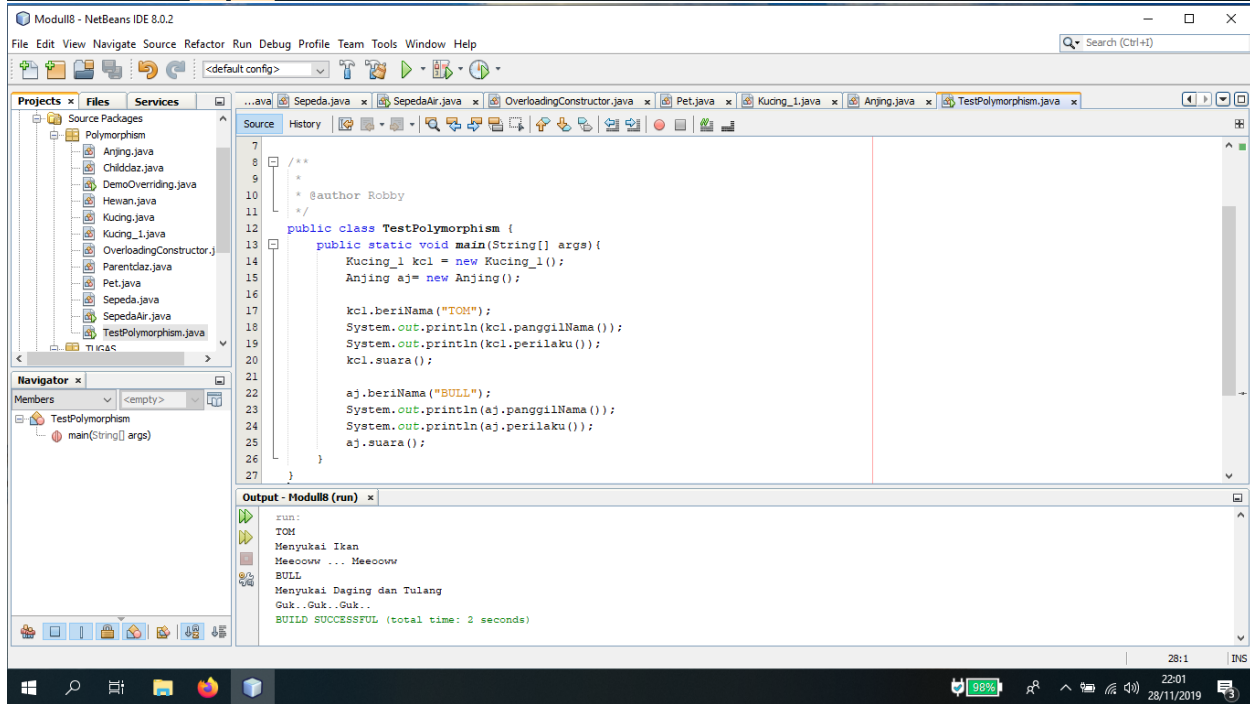 Modull8 - NetBeans IDE 8.0.2
File Edit View Navigate Source Refactor Run Debug Profile Team Tools Window Help
Search (Ctrl+I)
<default config>
Projects Files Services
...ava Sepeda.java SepedaAir.java OverloadingConstructor.java Pet.java Kucing_1.java Anjing.java TestPolymorphism.java
Source Packages
Polymorphism
Anjing.java
Childclaz.java
DemoOverriding.java
Hewan.java
Kucing.java
Kucing_1.java
OverloadingConstructor.j
Parentclaz.java
Pet.java
Sepeda.java
SepedaAir.java
TestPolymorphism.java
TUGAS
Navigator
Members <empty>
TestPolymorphism
main(String[] args)
Source History
7
8 /**
9 *
10 * @author Robby
11 */
12 public class TestPolymorphism {
13 public static void main(String[] args){
14 Kucing_1 kc1 = new Kucing_1();
15 Anjing aj= new Anjing();
16
17 kc1.beriNama("TOM");
18 System.out.println(kc1.panggilNama());
19 System.out.println(kc1.perilaku());
20 kc1.suara();
21
22 aj.beriNama("BULL");
23 System.out.println(aj.panggilNama());
24 System.out.println(aj.perilaku());
25 aj.suara();
26 }
27 }
Output - Modull8 (run)
run:
TOM
Menyukai Ikan
Meeooww ... Meeooww
BULL
Menyukai Daging dan Tulang
Guk..Guk..Guk..
BUILD SUCCESSFUL (total time: 2 seconds)
28:1 INS
98%
22:01
28/11/2019
3